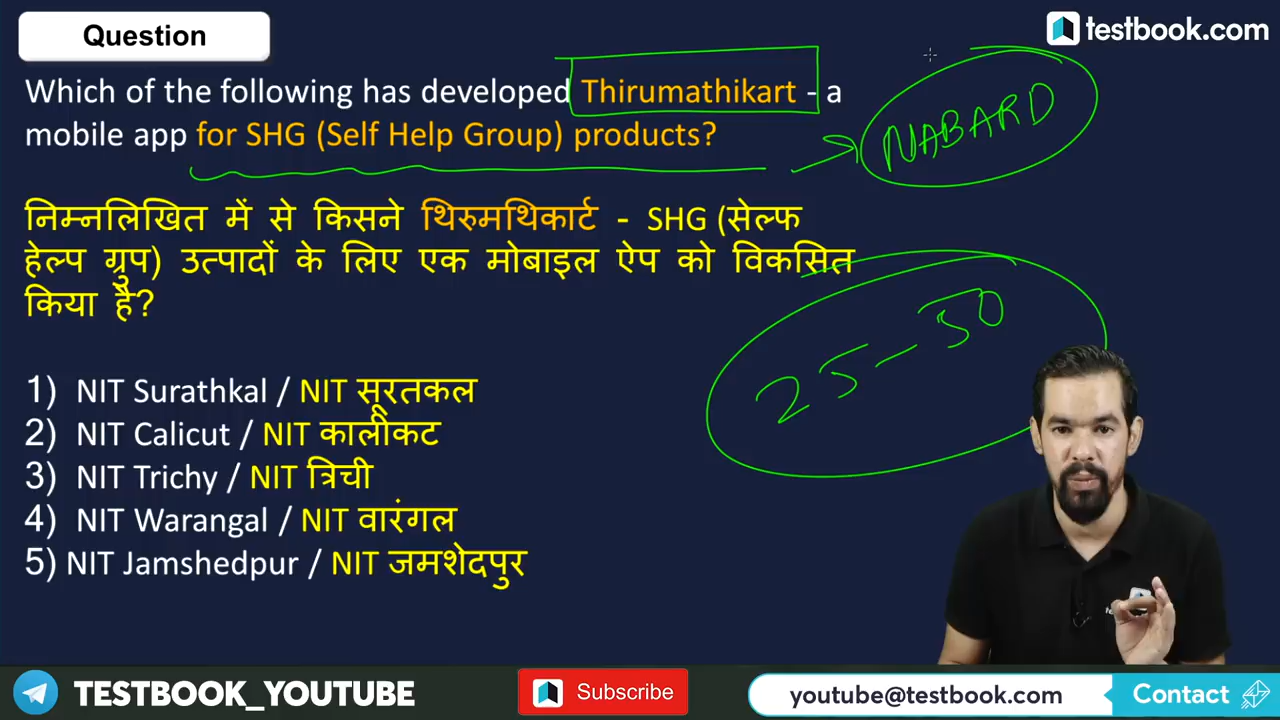 Question
testbook.com
Which of the following has developed Thirumathikart - a
mobile app for SHG (Self Help Group) products?
NABARD
निम्नलिखित में से किसने थिरुमथिकार्ट - SHG (सेल्फ
हेल्प ग्रुप) उत्पादों के लिए एक मोबाइल ऐप को विकसित
किया है?
25-50
1) NIT Surathkal / NIT सूरतकल
2) NIT Calicut / NIT कालीकट
3) NIT Trichy / NIT त्रिची
4) NIT Warangal / NIT वारंगल
5) NIT Jamshedpur / NIT जमशेदपुर
TESTBOOK_YOUTUBE
Subscribe
youtube@testbook.com
Contact